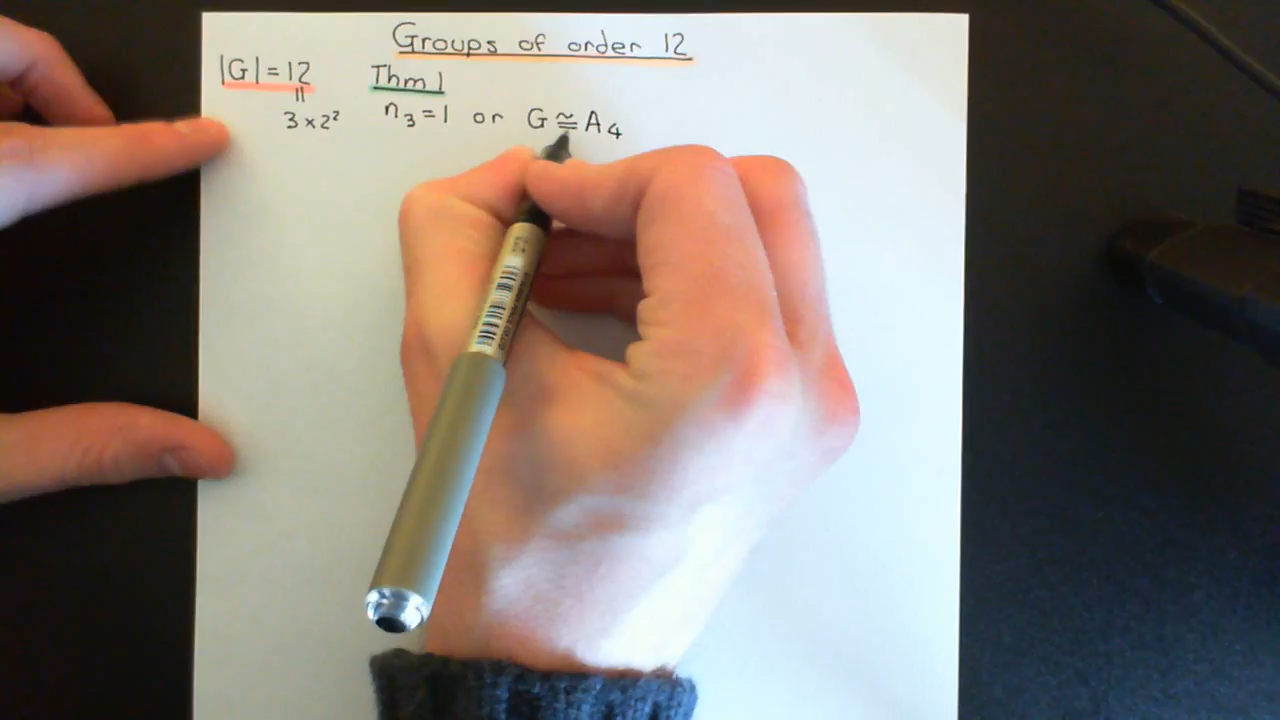 Groups of order 12
|G| = 12 Thm 1
||
3 × 2² n₃ = 1 or G ≅ A₄